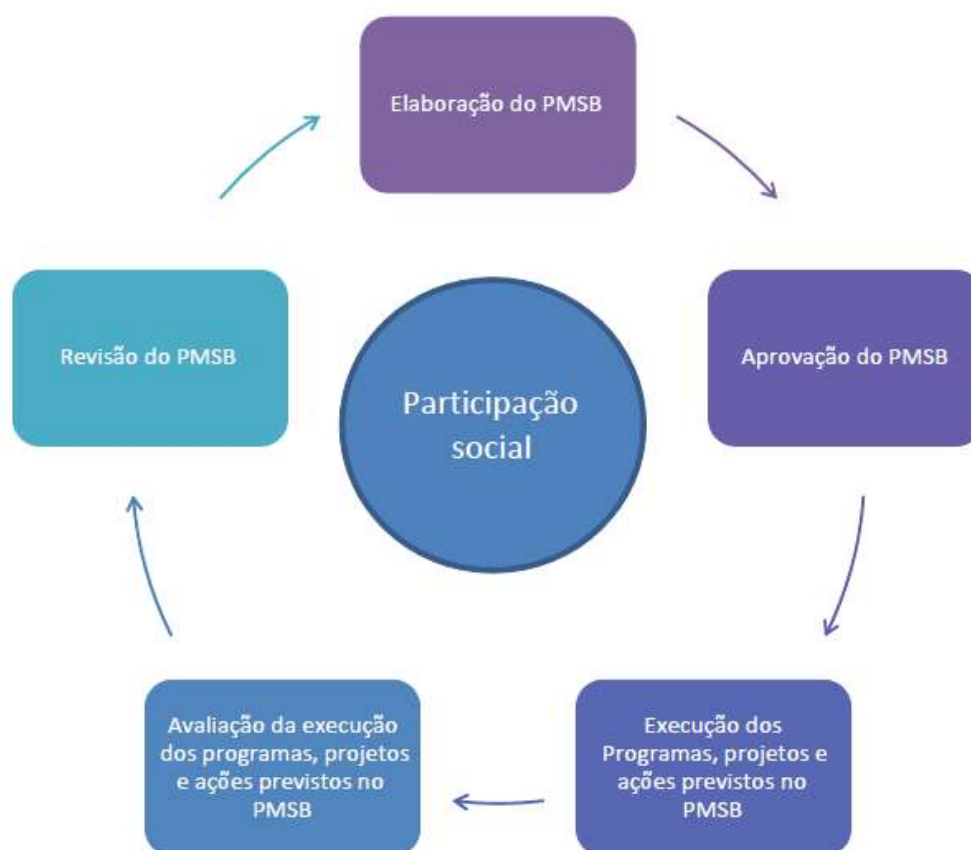 Elaboração do PMSB
Revisão do PMSB
Participação
social
Aprovação do PMSB
Avaliação da execução
dos programas, projetos
e ações previstos no
PMSB
Execução dos
Programas, projetos e
ações previstos no
PMSB